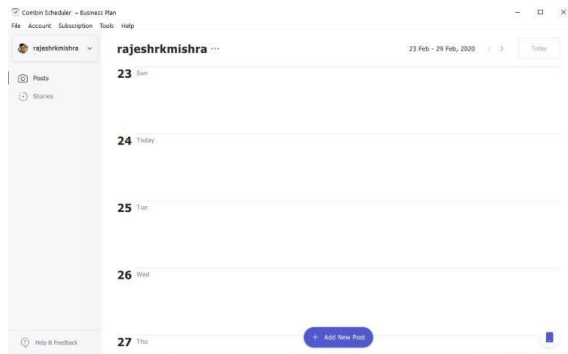 Combin Scheduler – Business Plan
File Account Subscription Tools Help
rajeshrkmishra
Posts
Stories
Help & Feedback
rajeshrkmishra ···
23 Feb - 29 Feb, 2020
Today
23 Sun
24 Today
25 Tue
26 Wed
27 Thu
+ Add New Post